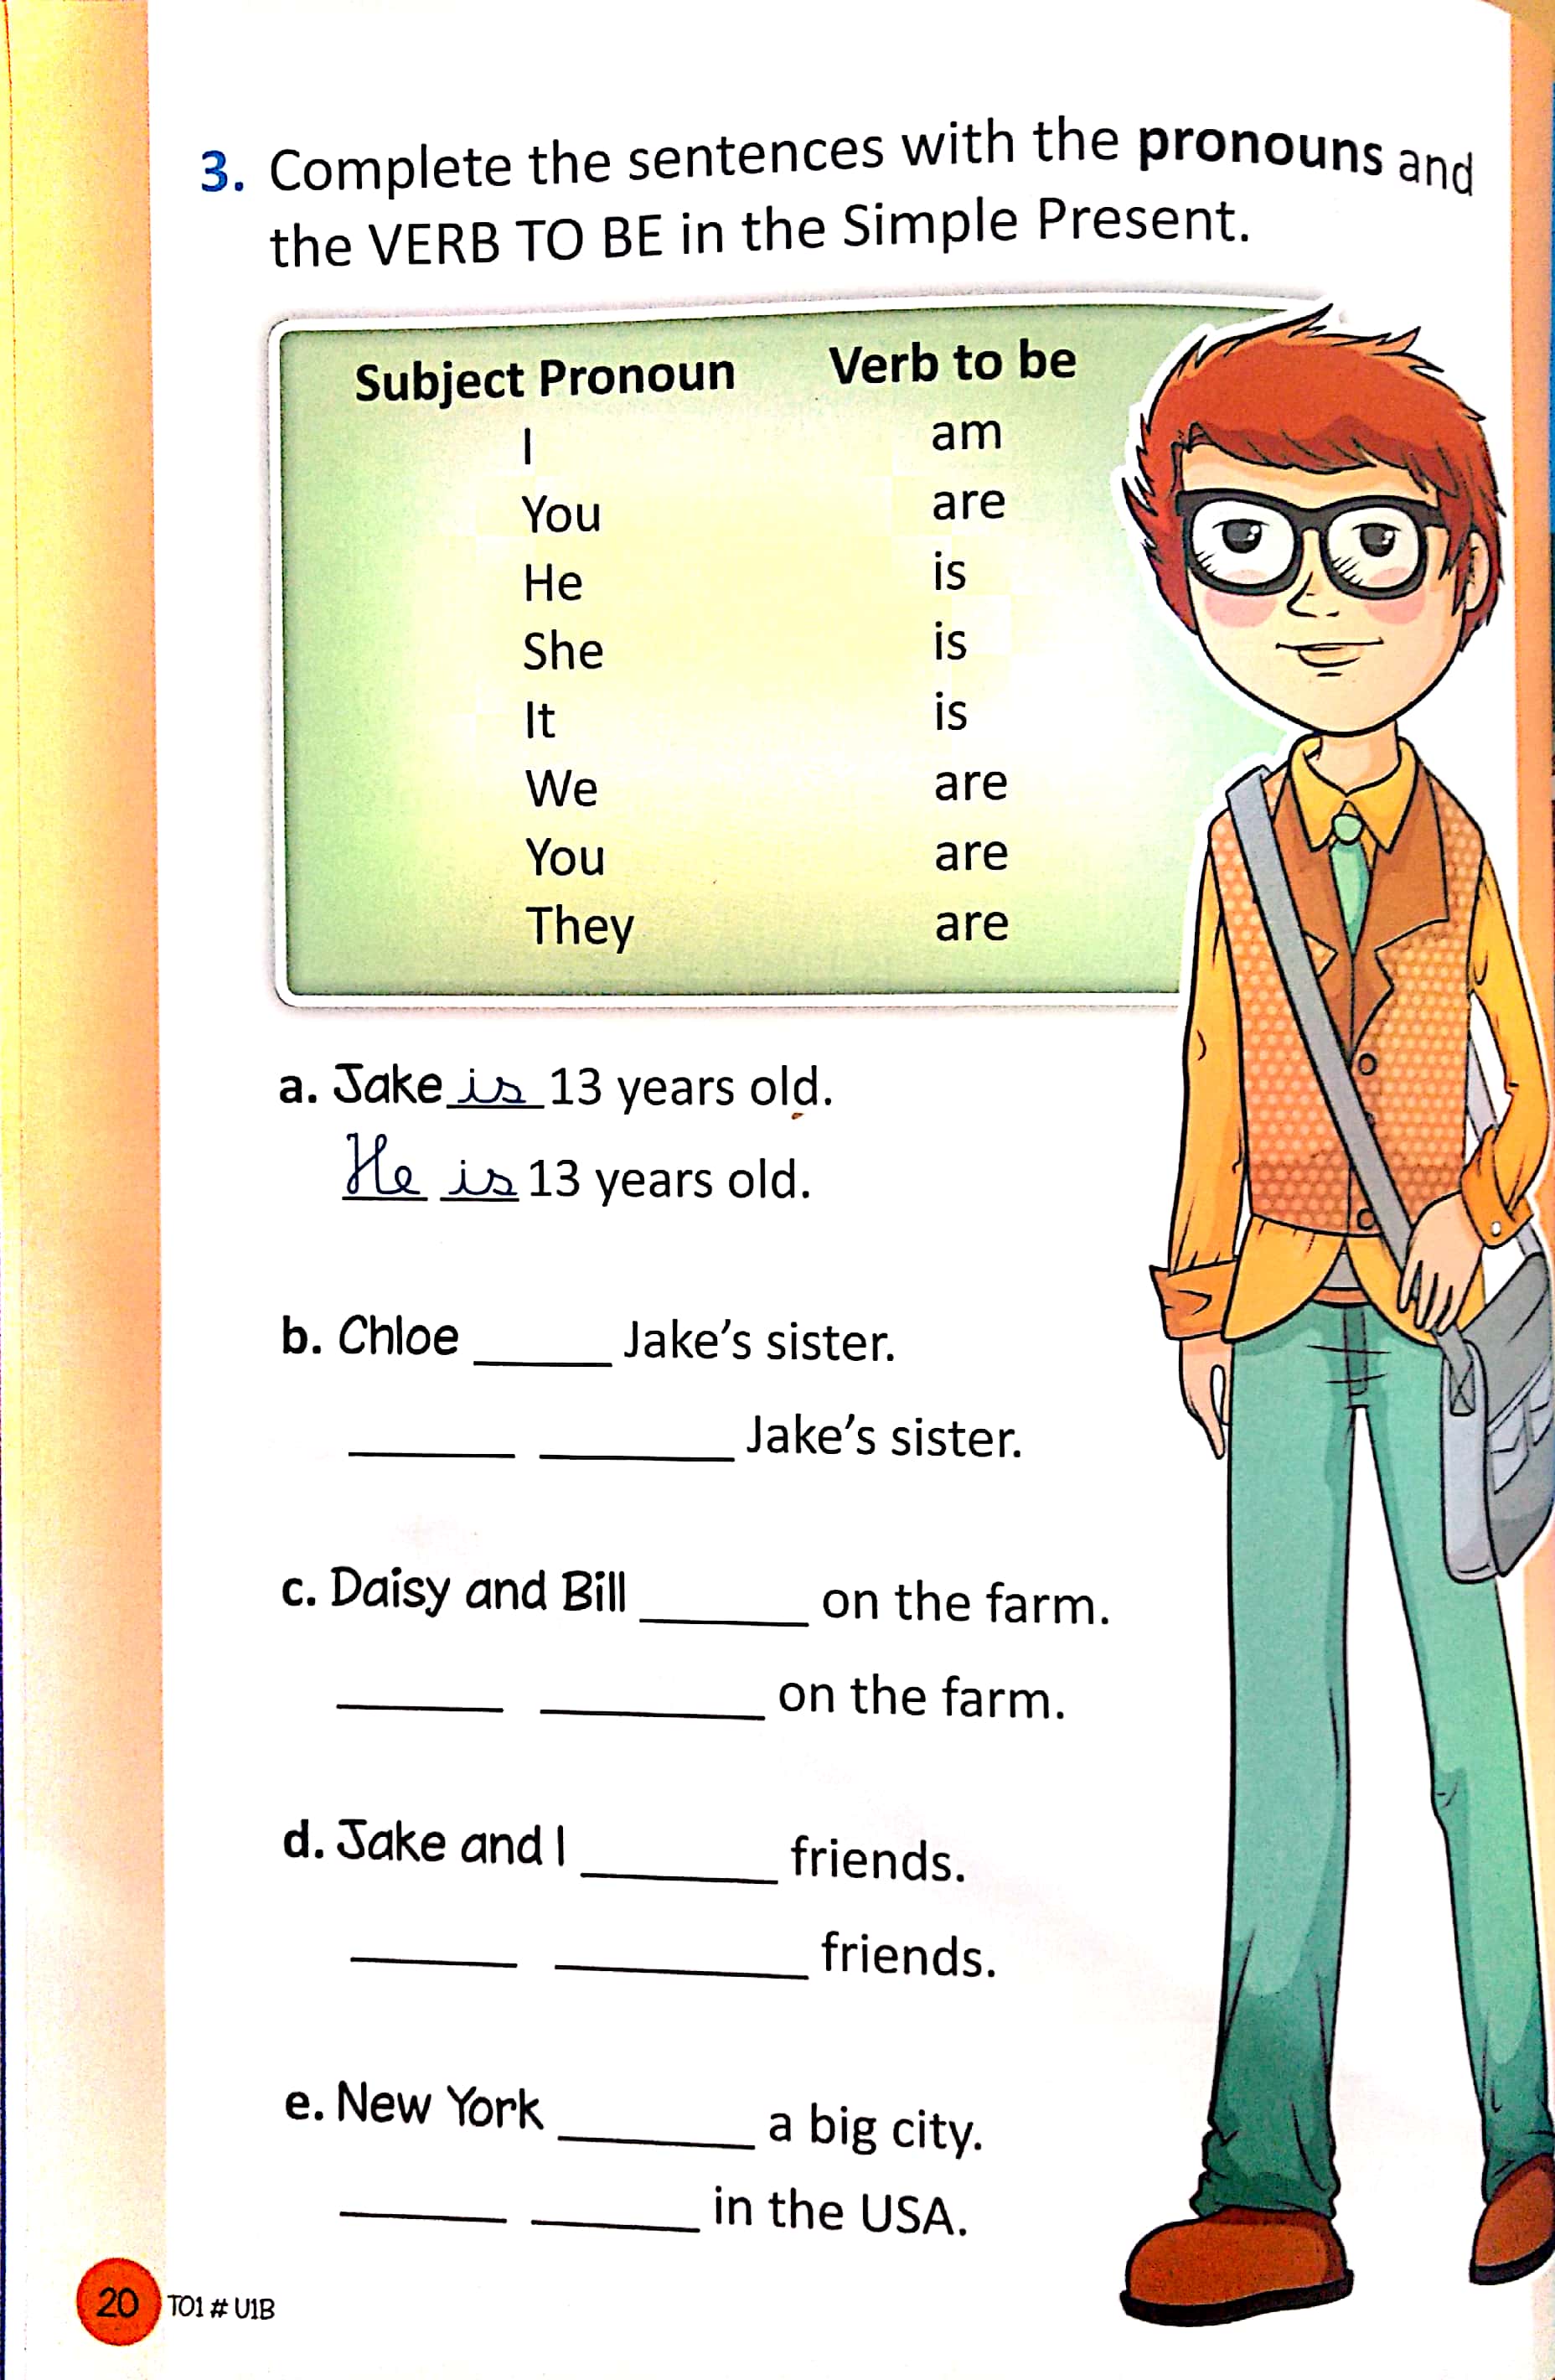 3. Complete the sentences with the pronouns and
the VERB TO BE in the Simple Present.
Subject Pronoun Verb to be
I am
You are
He is
She is
It is
We are
You are
They are
a. Jake is 13 years old.
He is 13 years old.
b. Chloe ______ Jake's sister.
______ ______ Jake's sister.
c. Daisy and Bill ______ on the farm.
______ ______ on the farm.
d. Jake and I ______ friends.
______ ______ friends.
e. New York ______ a big city.
______ ______ in the USA.
20 TO1 # U1B